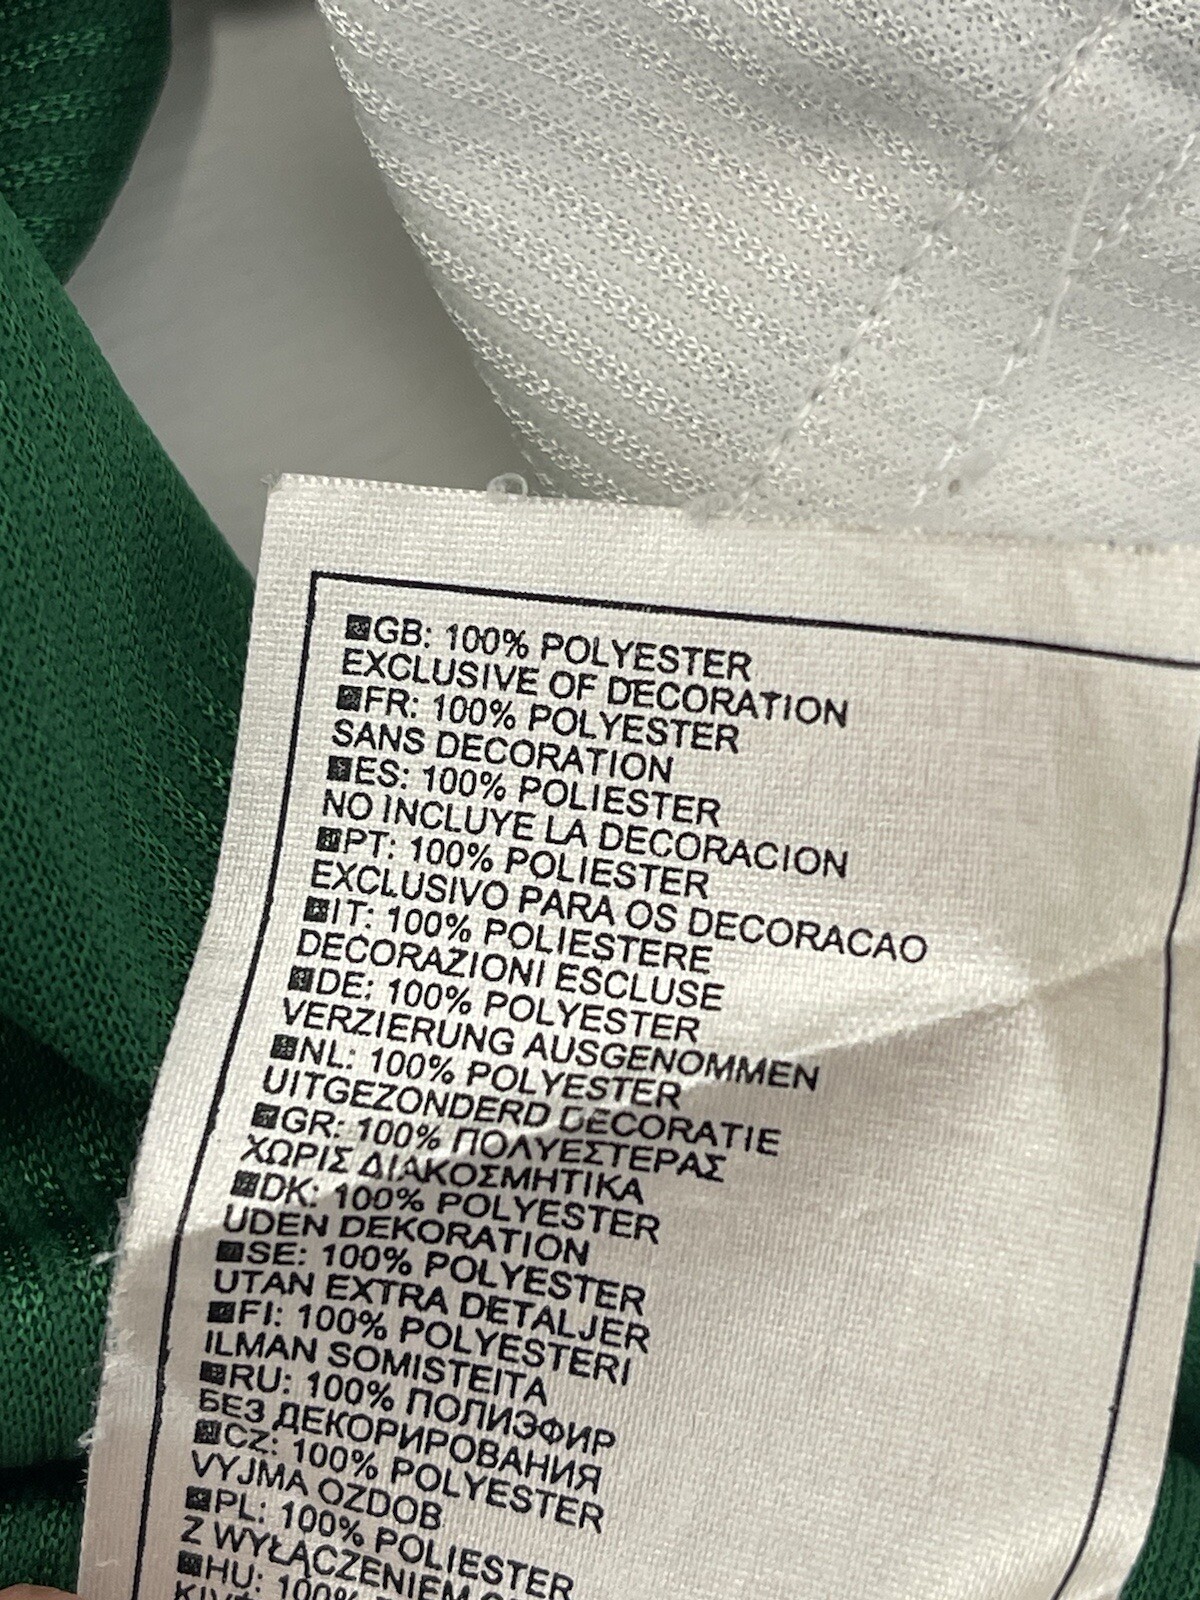 GB: 100% POLYESTER
EXCLUSIVE OF DECORATION
FR: 100% POLYESTER
SANS DECORATION
ES: 100% POLIESTER
NO INCLUYE LA DECORACION
PT: 100% POLIESTER
EXCLUSIVO PARA OS DECORACAO
IT: 100% POLIESTERE
DECORAZIONI ESCLUSE
DE: 100% POLYESTER
VERZIERUNG AUSGENOMMEN
NL: 100% POLYESTER
UITGEZONDERD DECORATIE
GR: 100% ΠΟΛΥΕΣΤΕΡΑΣ
ΧΩΡΙΣ ΔΙΑΚΟΣΜΗΤΙΚΑ
DK: 100% POLYESTER
UDEN DEKORATION
SE: 100% POLYESTER
UTAN EXTRA DETALJER
FI: 100% POLYESTERI
ILMAN SOMISTEITA
RU: 100% ПОЛИЭФИР
БЕЗ ДЕКОРИРОВАНИЯ
CZ: 100% POLYESTER
VYJMA OZDOB
PL: 100% POLIESTER
Z WYŁĄCZENIEM
HU: 100%